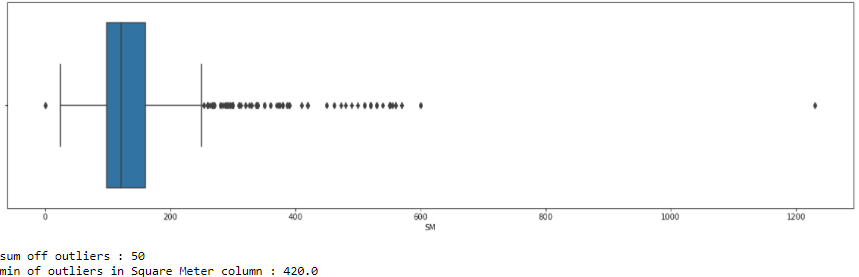 0 200 400 600 800 1000 1200
SM
sum off outliers : 50
min of outliers in Square Meter column : 420.0